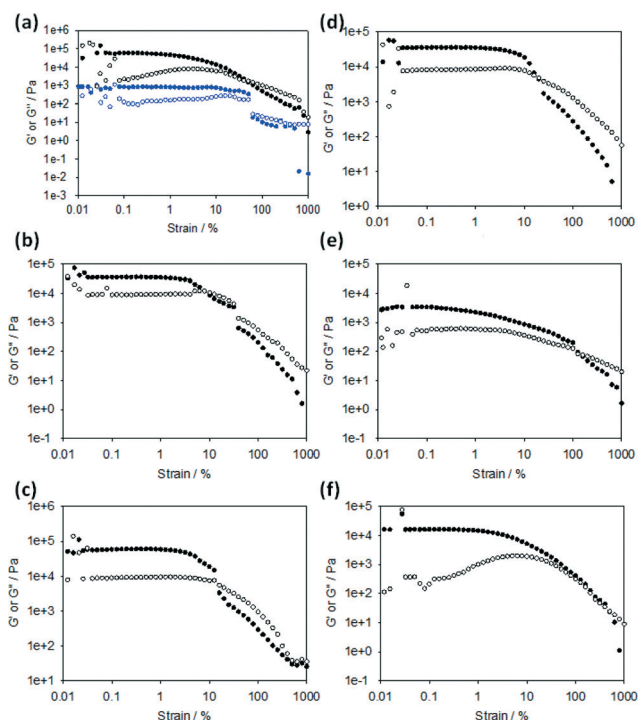 (a)
G' or G'' / Pa
1e+6
1e+5
1e+4
1e+3
1e+2
1e+1
1e+0
1e-1
1e-2
1e-3
0.01 0.1 1 10 100 1000
Strain / %
(b)
G' or G'' / Pa
1e+5
1e+4
1e+3
1e+2
1e+1
1e+0
1e-1
0.01 0.1 1 10 100 1000
Strain / %
(c)
G' or G'' / Pa
1e+6
1e+5
1e+4
1e+3
1e+2
1e+1
0.01 0.1 1 10 100 1000
Strain / %
(d)
G' or G'' / Pa
1e+5
1e+4
1e+3
1e+2
1e+1
1e+0
0.01 0.1 1 10 100 1000
Strain / %
(e)
G' or G'' / Pa
1e+5
1e+4
1e+3
1e+2
1e+1
1e+0
1e-1
0.01 0.1 1 10 100 1000
Strain / %
(f)
G' or G'' / Pa
1e+5
1e+4
1e+3
1e+2
1e+1
1e+0
1e-1
0.01 0.1 1 10 100 1000
Strain / %